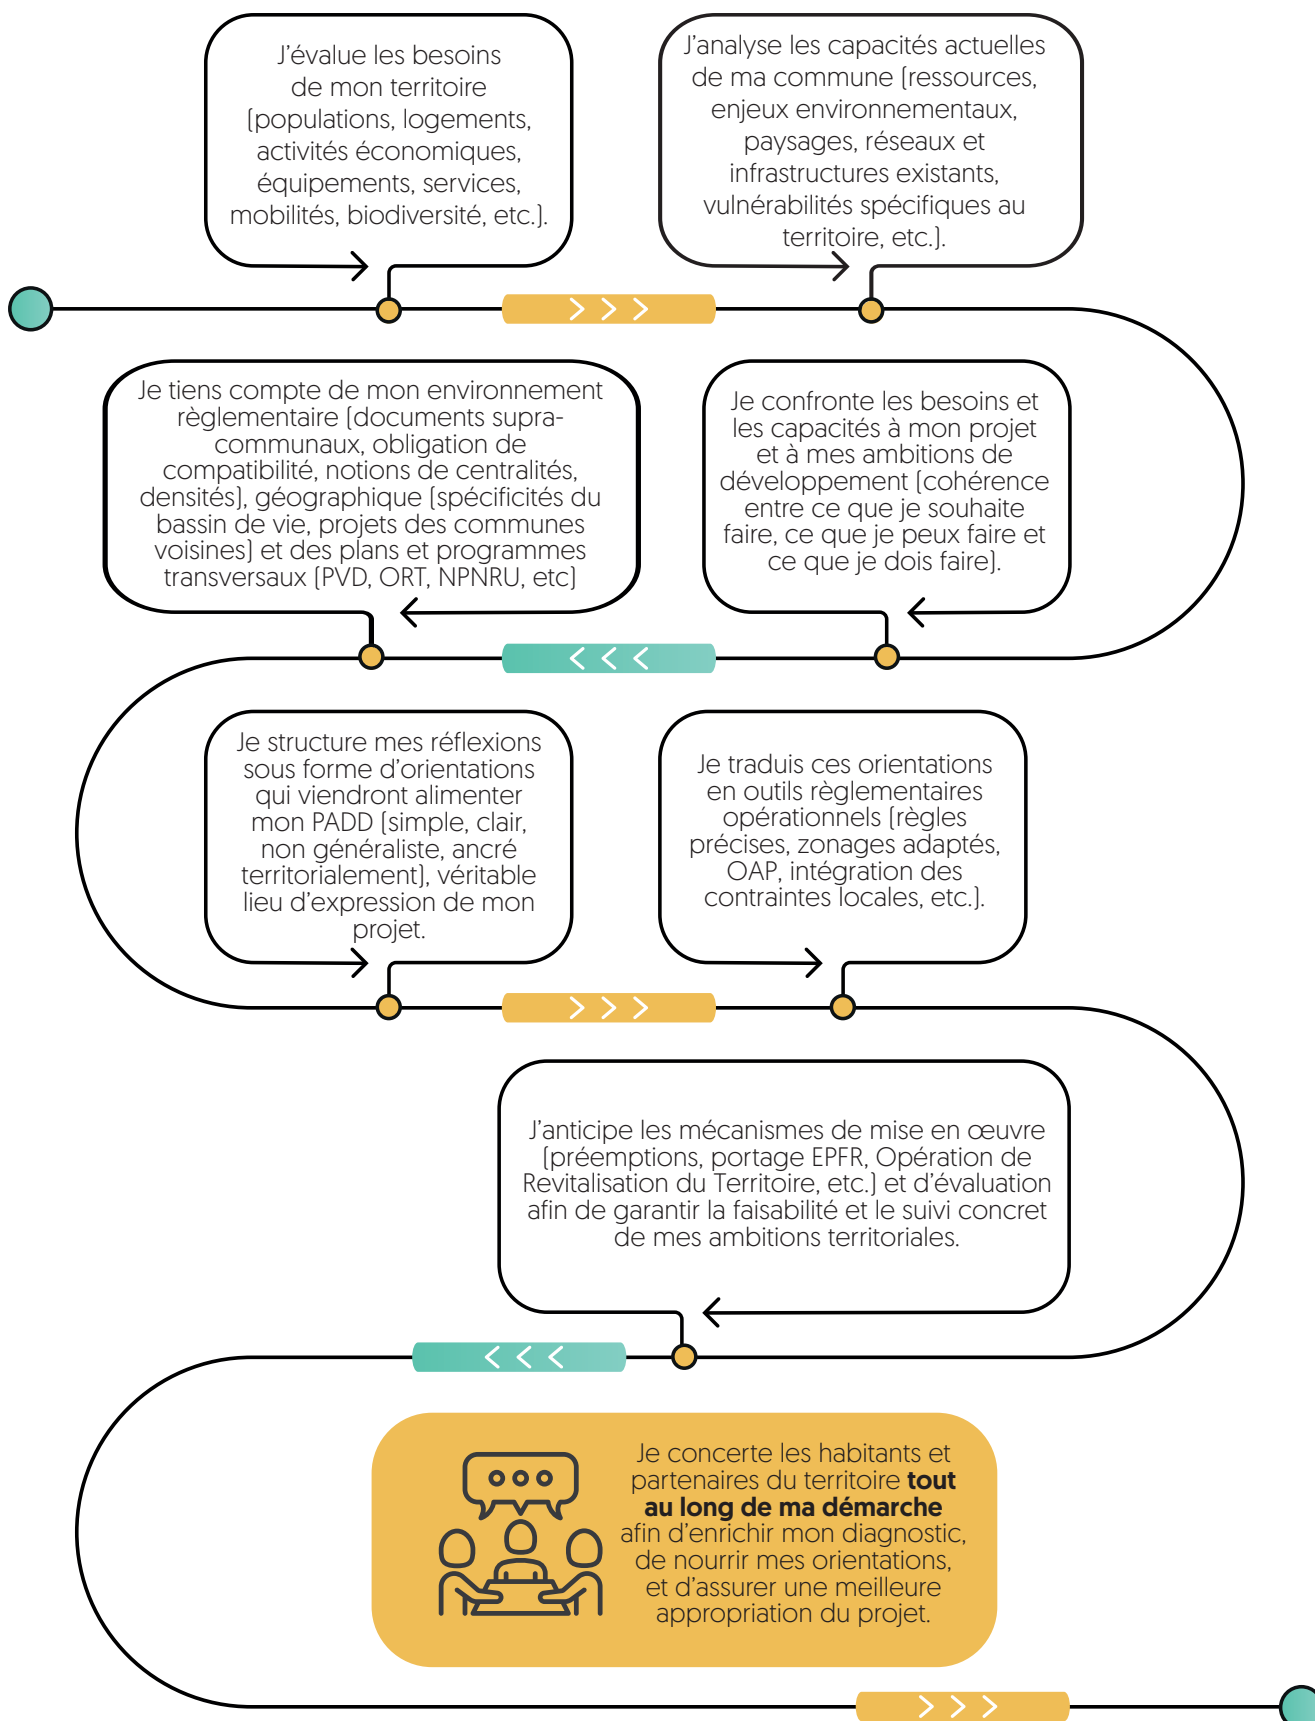 J'évalue les besoins
de mon territoire
(populations, logements,
activités économiques,
équipements, services,
mobilités, biodiversité, etc.).
J'analyse les capacités actuelles
de ma commune (ressources,
enjeux environnementaux,
paysages, réseaux et
infrastructures existants,
vulnérabilités spécifiques au
territoire, etc.).
Je confronte les besoins et
les capacités à mon projet
et à mes ambitions de
développement (cohérence
entre ce que je souhaite
faire, ce que je peux faire et
ce que je dois faire).
Je tiens compte de mon environnement
règlementaire (documents supra-
communaux, obligation de
compatibilité, notions de centralités,
densités), géographique (spécificités du
bassin de vie, projets des communes
voisines) et des plans et programmes
transversaux (PVD, ORT, NPNRU, etc)
Je structure mes réflexions
sous forme d'orientations
qui viendront alimenter
mon PADD (simple, clair,
non généraliste, ancré
territorialement), véritable
lieu d'expression de mon
projet.
Je traduis ces orientations
en outils règlementaires
opérationnels (règles
précises, zonages adaptés,
OAP, intégration des
contraintes locales, etc.).
J'anticipe les mécanismes de mise en œuvre
(préemptions, portage EPFR, Opération de
Revitalisation du Territoire, etc.) et d'évaluation
afin de garantir la faisabilité et le suivi concret
de mes ambitions territoriales.
Je concerte les habitants et
partenaires du territoire tout
au long de ma démarche
afin d'enrichir mon diagnostic,
de nourrir mes orientations,
et d'assurer une meilleure
appropriation du projet.